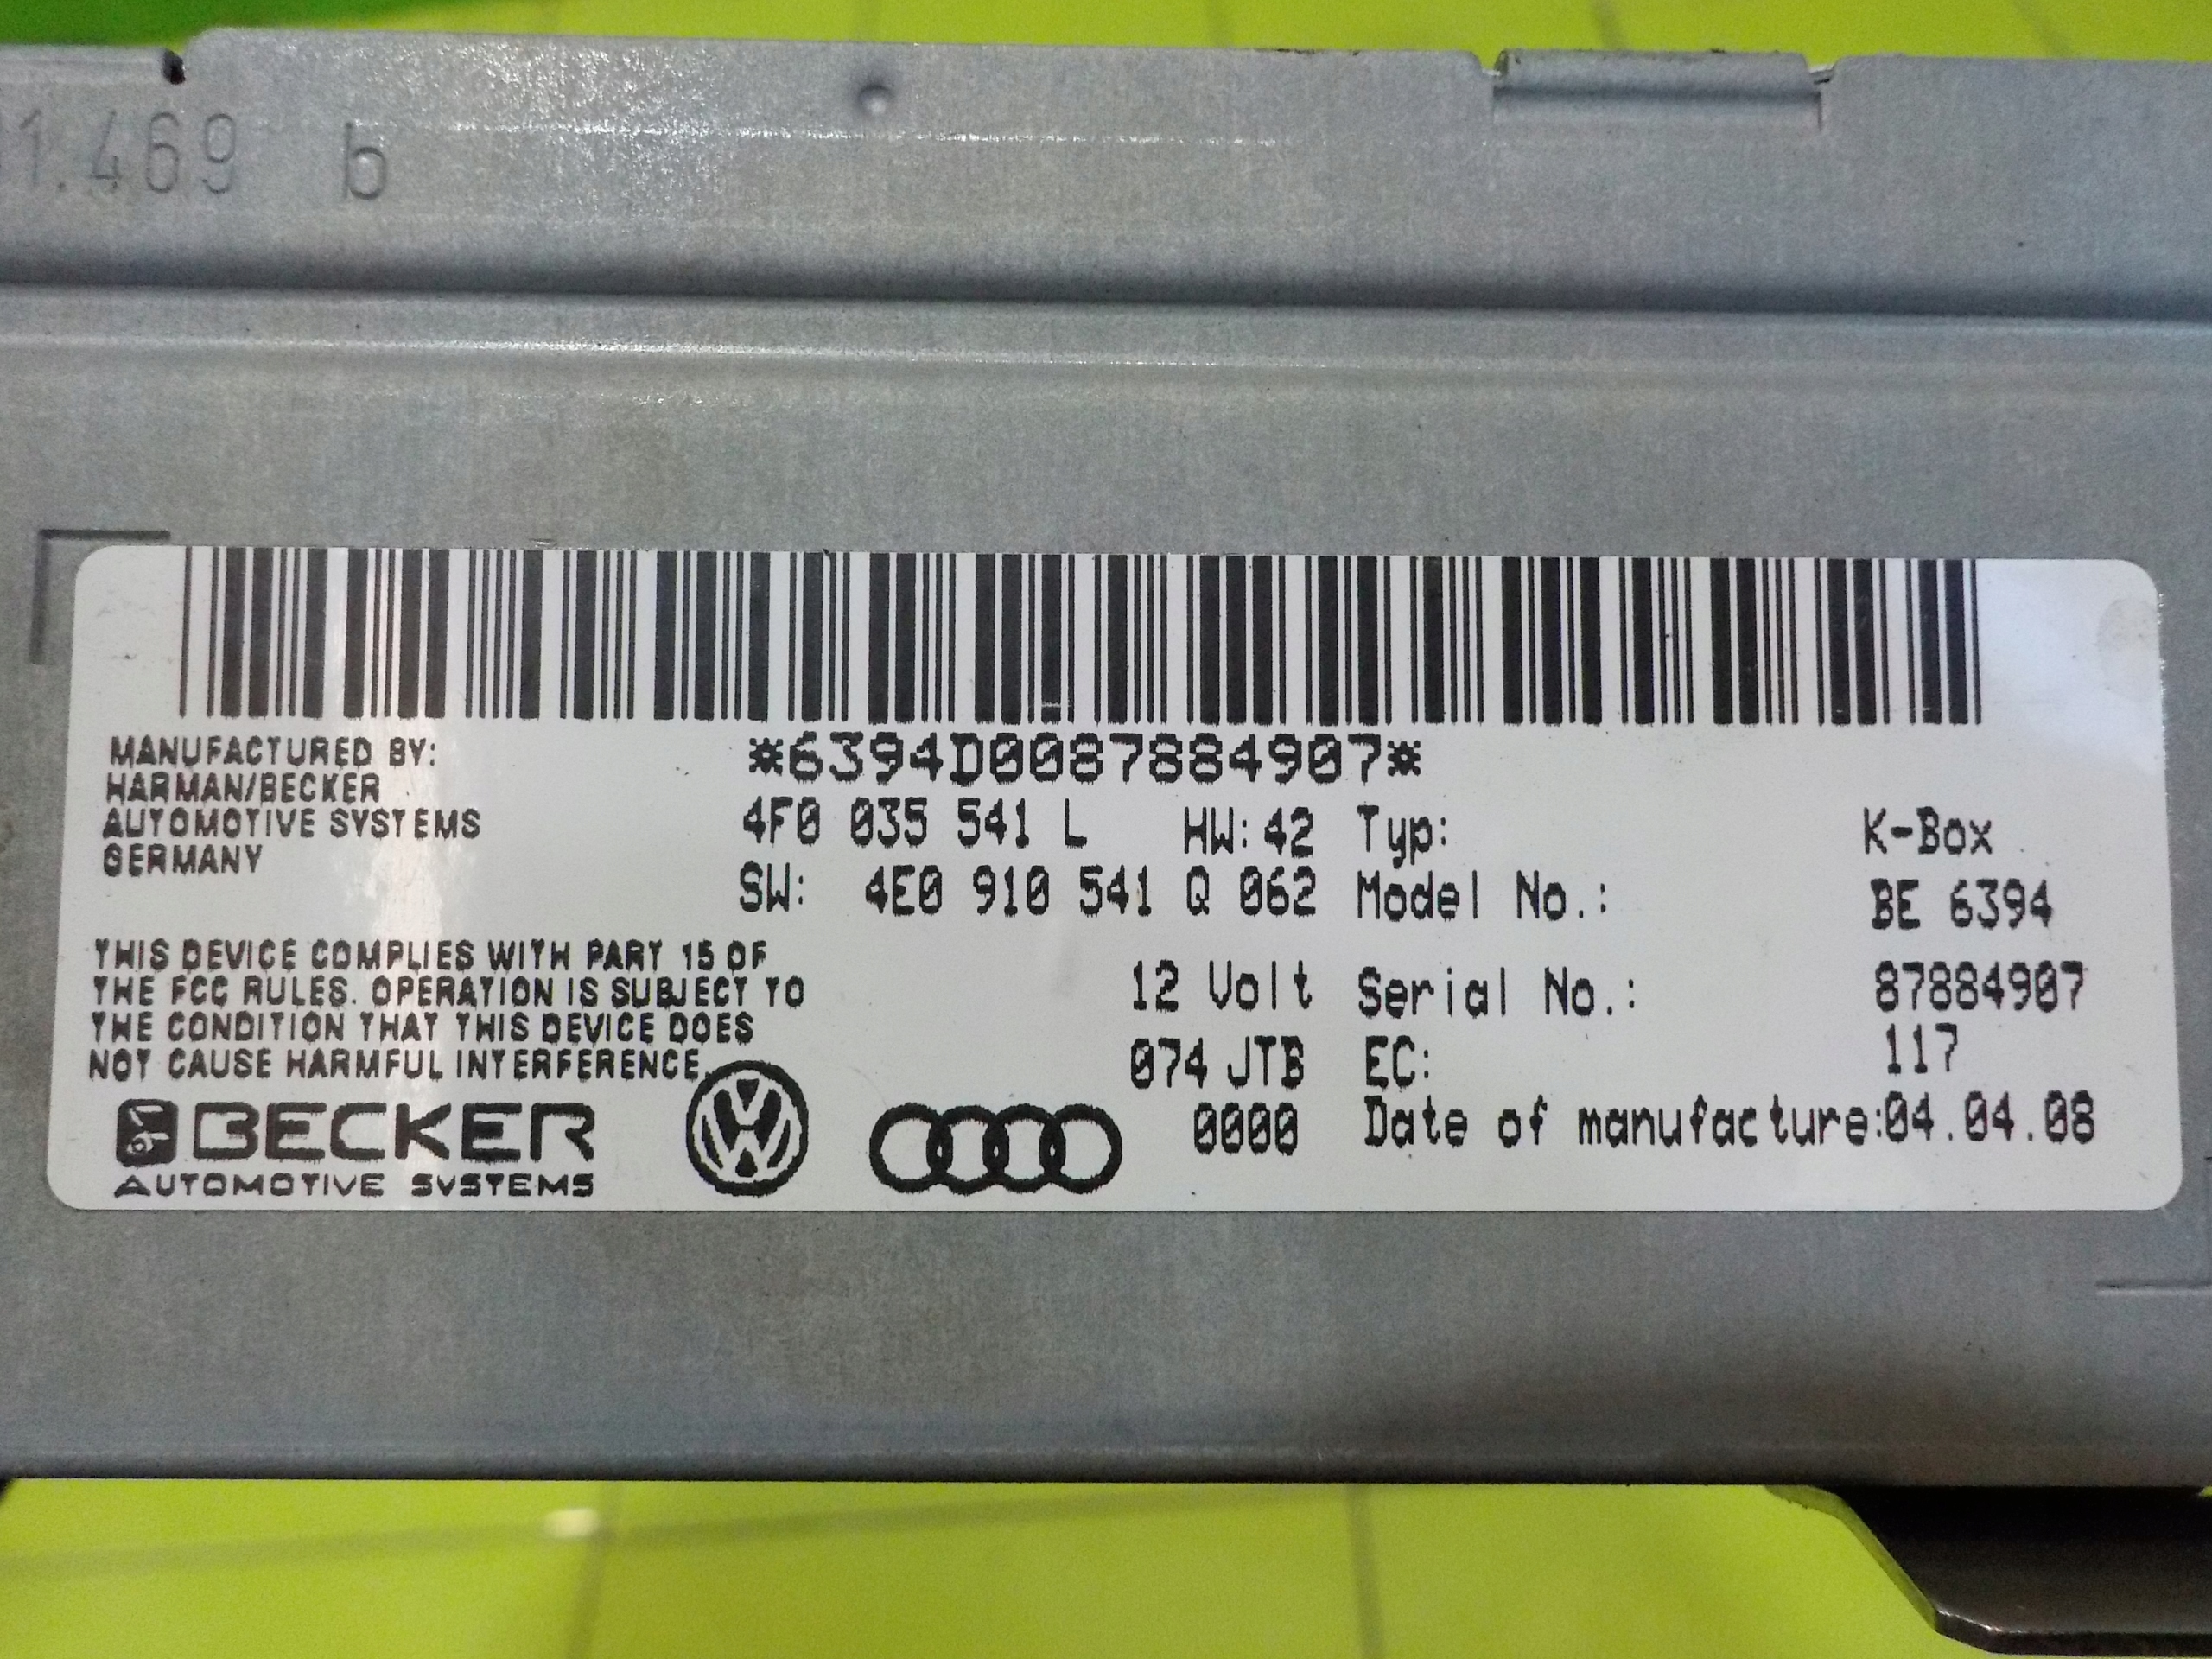 1.469 b
*6394D0087884907*
MANUFACTURED BY:
HARMAN/BECKER
AUTOMOTIVE SYSTEMS
GERMANY
4F0 035 541 L HW: 42 Typ: K-Box
SW: 4E0 910 541 Q 062 Model No.: BE 6394
THIS DEVICE COMPLIES WITH PART 15 OF
THE FCC RULES. OPERATION IS SUBJECT TO
THE CONDITION THAT THIS DEVICE DOES
NOT CAUSE HARMFUL INTERFERENCE.
12 Volt Serial No.: 87884907
074 JTB EC: 117
0000 Date of manufacture:04.04.08
BECKER
AUTOMOTIVE SYSTEMS
VW